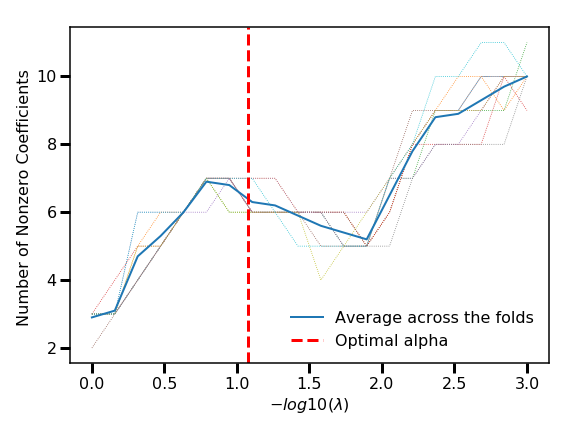 Number of Nonzero Coefficients
10
8
6
4
2
Average across the folds
Optimal alpha
0.0 0.5 1.0 1.5 2.0 2.5 3.0
−log10(λ)